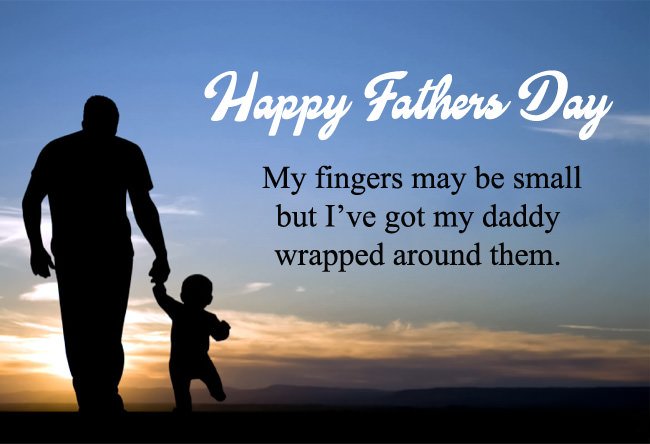 Happy Fathers Day
My fingers may be small
but I’ve got my daddy
wrapped around them.